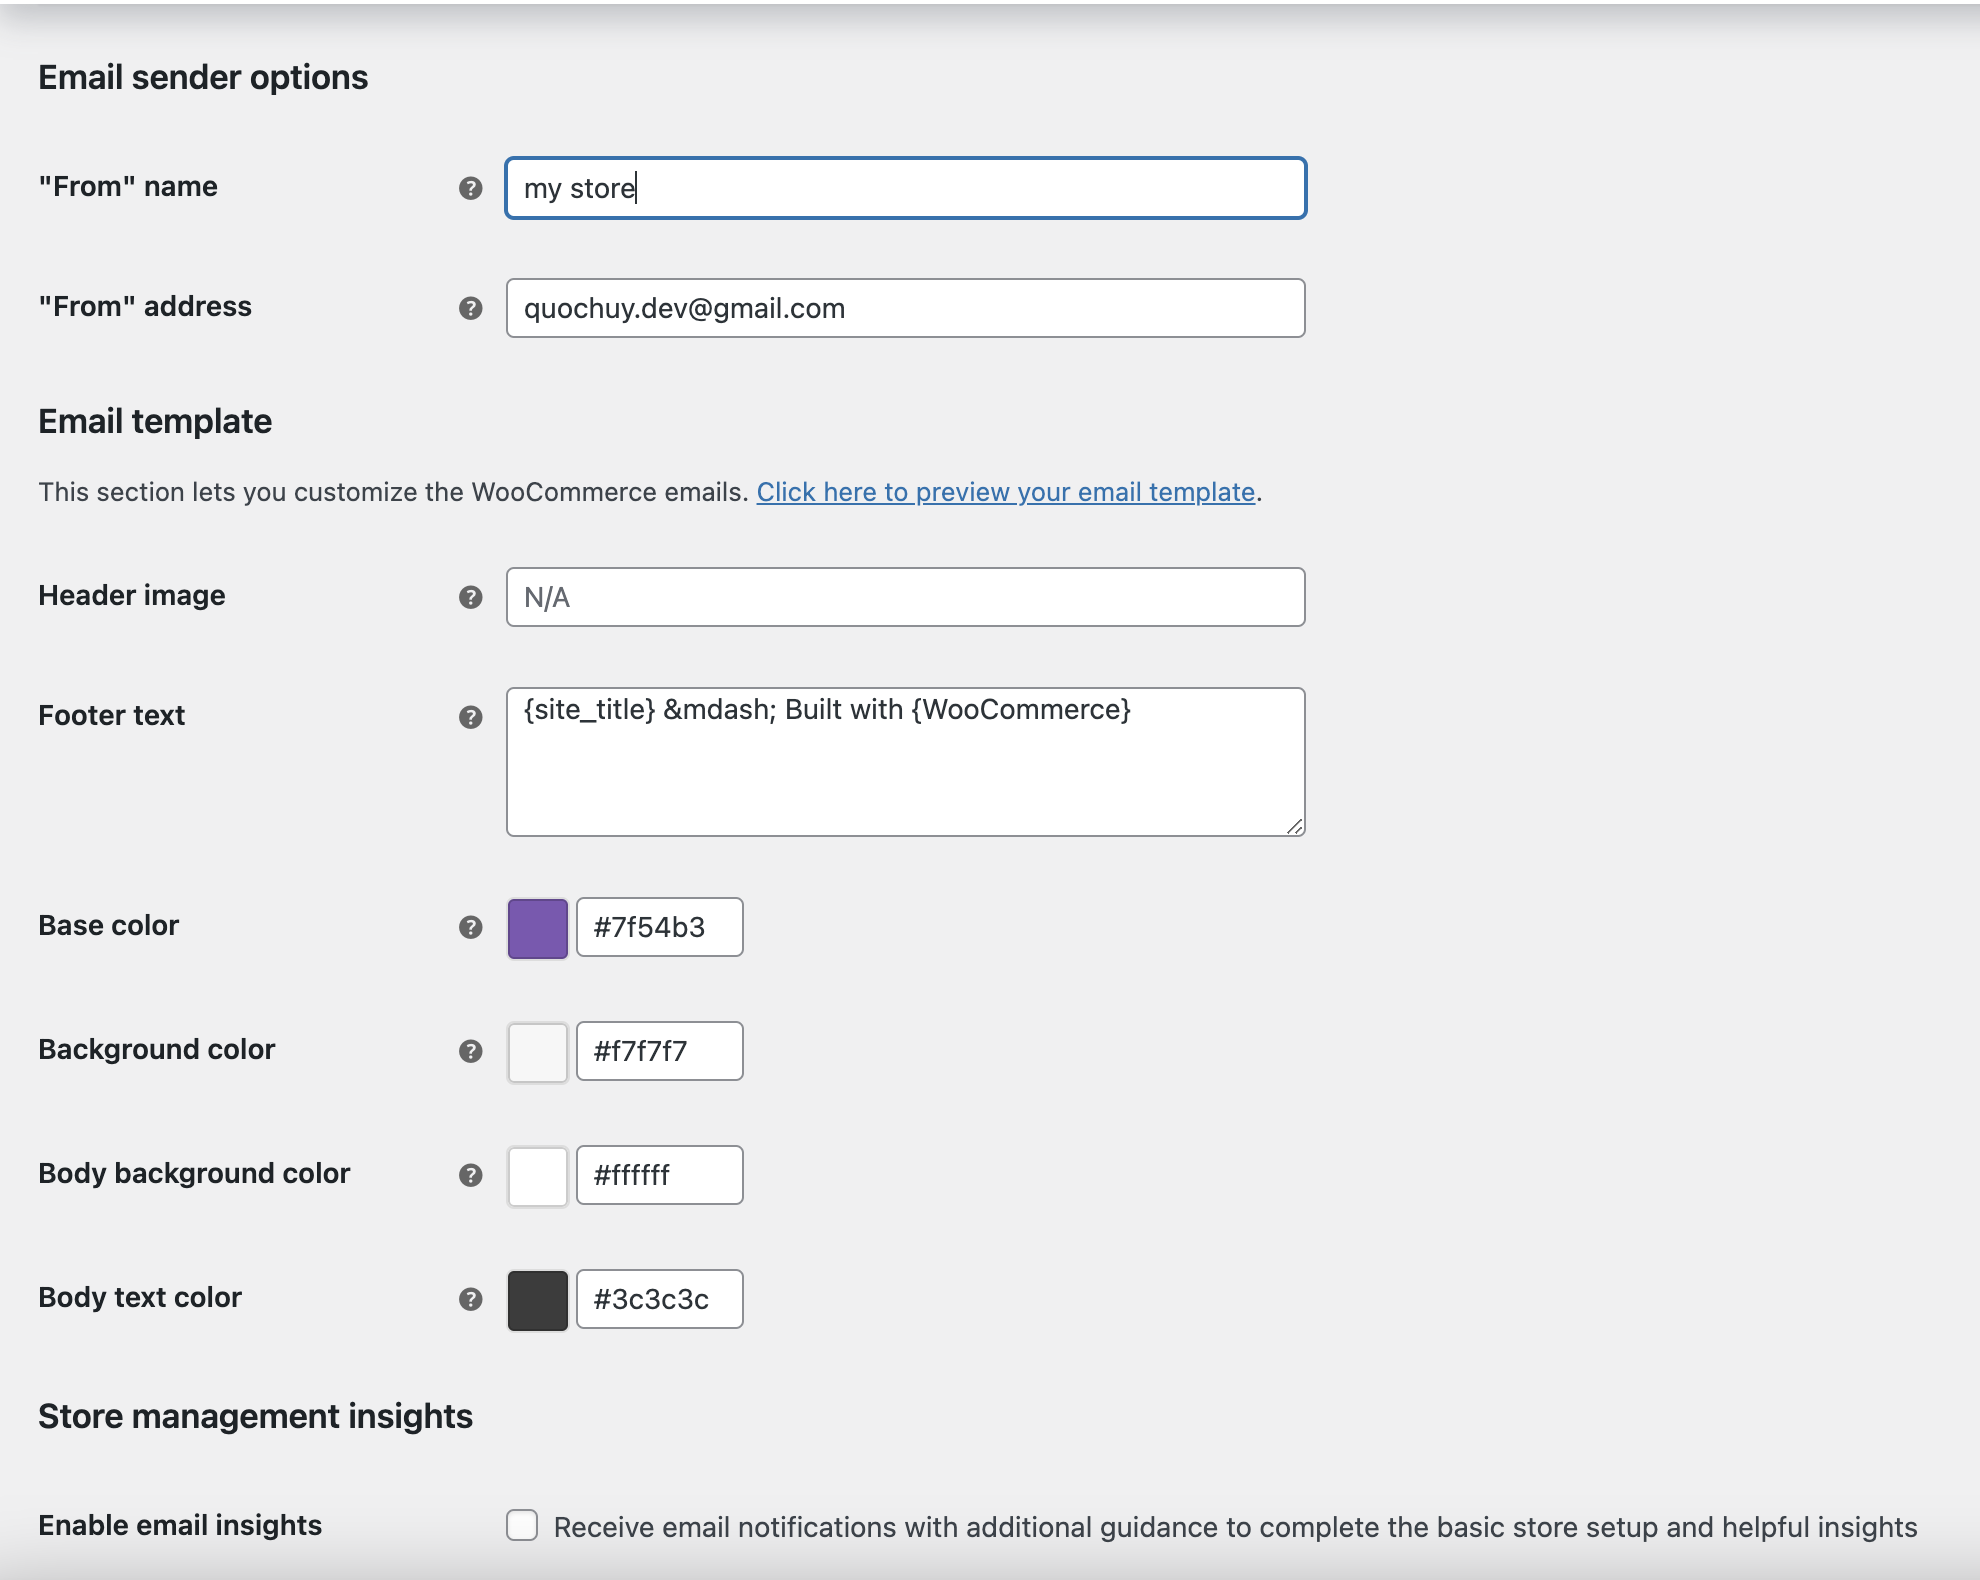 Email sender options
"From" name
my store
"From" address
quochuy.dev@gmail.com
Email template
This section lets you customize the WooCommerce emails. Click here to preview your email template.
Header image
N/A
Footer text
{site_title} &mdash; Built with {WooCommerce}
Base color
#7f54b3
Background color
#f7f7f7
Body background color
#ffffff
Body text color
#3c3c3c
Store management insights
Enable email insights
Receive email notifications with additional guidance to complete the basic store setup and helpful insights